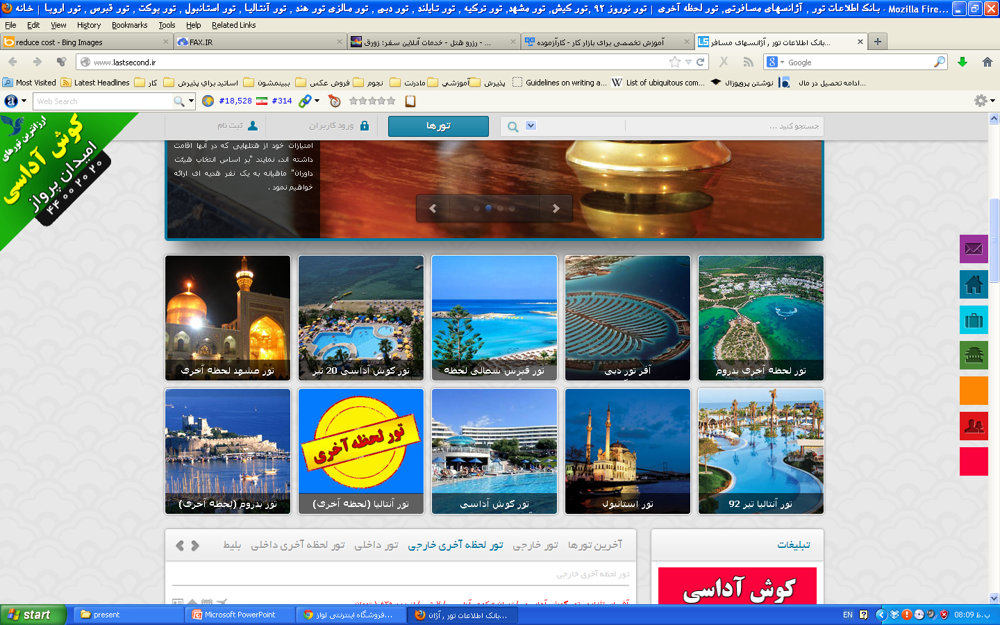 بانک اطلاعات تور , آژانسهای مسافرتی, تور لحظه آخری | تور نوروز ۹۲ ,تور کیش, تور مشهد, تور ترکیه , تور تایلند , تور دبی , تور مالزی تور هند , تور آنتالیا , تور استانبول , تور پوکت , تور قبرس , تور اروپا | خانه - Mozilla Fire...
File Edit View History Bookmarks Tools Help Related Links
reduce cost - Bing Images
FAX.IR
رزرو هتل - خدمات آنلاین سفر: زورق - ...
آموزش تخصصی برای بازار کار - کارآزموده
بانک اطلاعات تور , آژانسهای مسافر...
www.lastsecond.ir
Google
Most Visited Latest Headlines کار اساتید برای پذیرش ببینمشون فروش عکس نجوم مادرنت آموزشي پذیرش Guidelines on writing a... List of ubiquitous com... نوشتن پروپوزال ادامه تحصیل در مال...
Web Search #18,528 #314
ارزانترین تورهای
کوش آداسی
امیدان پرواز
۴۴ ۰۰ ۲۰ ۲۰
ثبت نام
ورود کاربران
تورها
جستجو کنید ...
امتیازات خود از هتلهایی که در آنها اقامت
داشته اند، نمایند "بر اساس انتخاب هیئت
داوران" ماهیانه به یک نفر هدیه ای ارائه
خواهیم نمود .
تور مشهد لحظه آخری
تور کوش آداسی 20 تیر
تور قبرس شمالی لحظه
آفر تور دبی
تور لحظه آخری بدروم
تور بدروم (لحظه آخری)
تور آنتالیا (لحظه آخری)
تور لحظه آخری
تور کوش آداسی
تور استانبول
تور آنتالیا تیر 92
آخرین تورها تور خارجی تور لحظه آخری خارجی تور داخلی تور لحظه آخری داخلی بلیط
تبلیغات
تور لحظه آخری خارجی
کوش آداسی
start
present
Microsoft PowerPoint
فروشگاه اینترنتی لواز...
بانک اطلاعات تور , آژان...
EN
08:09 ب.ظ